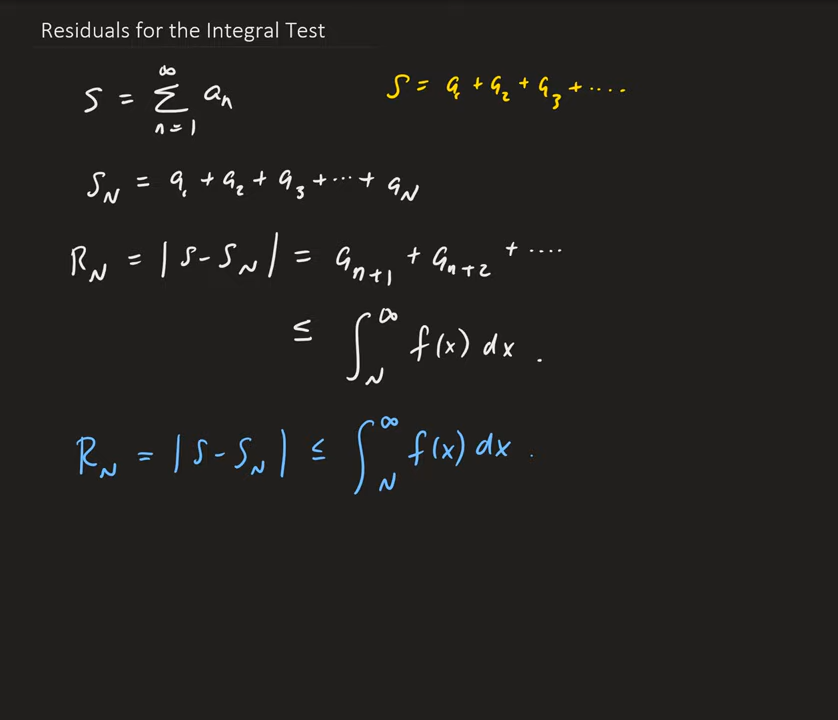 Residuals for the Integral Test
S = ∑_{n=1}^{∞} a_n    S = a_1 + a_2 + a_3 + ....
S_N = a_1 + a_2 + a_3 + ... + a_N
R_N = |S - S_N| = a_{n+1} + a_{n+2} + ....
≤ ∫_N^∞ f(x) dx .
R_N = |S - S_N| ≤ ∫_N^∞ f(x) dx .